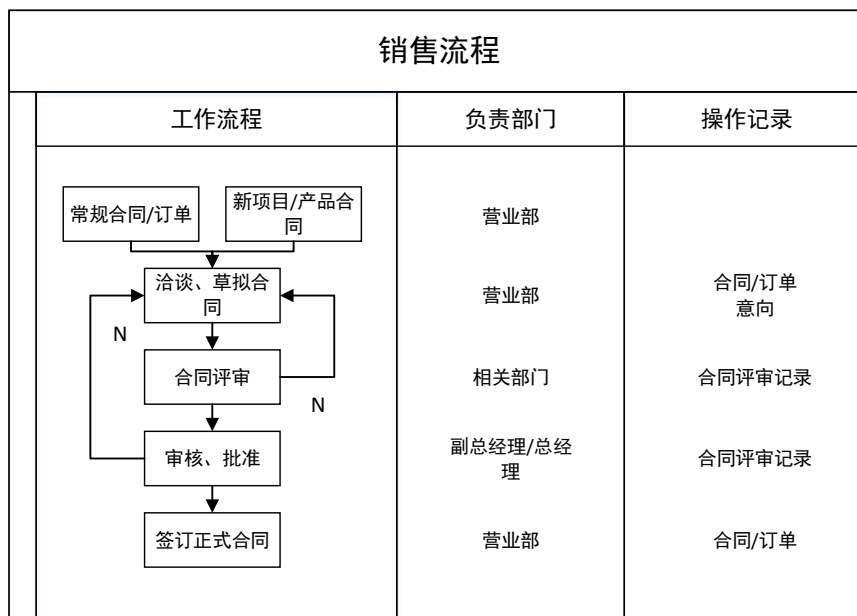 销售流程
工作流程
负责部门
操作记录
常规合同/订单
新项目/产品合
同
营业部
洽谈、草拟合
同
营业部
合同/订单
意向
N
合同评审
相关部门
合同评审记录
N
审核、批准
副总经理/总经
理
合同评审记录
签订正式合同
营业部
合同/订单